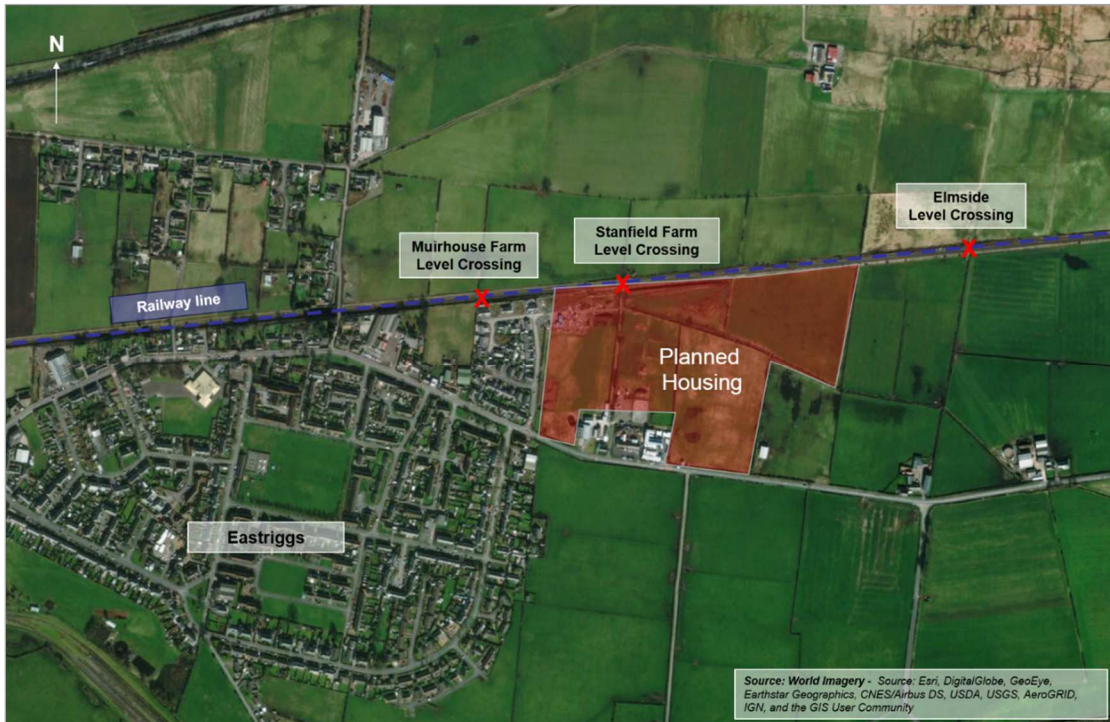 N
Elmside
Level Crossing
Stanfield Farm
Level Crossing
Muirhouse Farm
Level Crossing
Railway line
Planned
Housing
Eastriggs
Source: World Imagery - Source: Esri, DigitalGlobe, GeoEye,
Earthstar Geographics, CNES/Airbus DS, USDA, USGS, AeroGRID,
IGN, and the GIS User Community